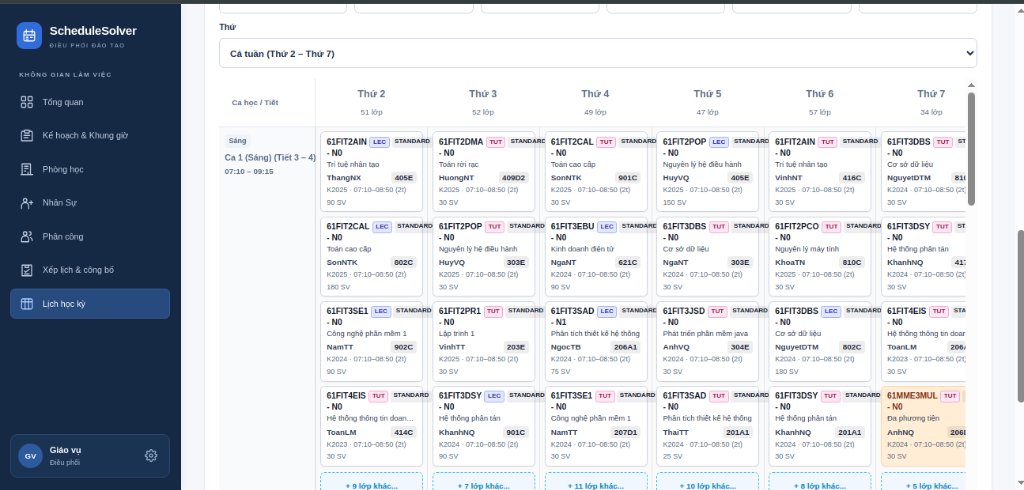 ScheduleSolver
ĐIỀU PHỐI ĐÀO TẠO
KHÔNG GIAN LÀM VIỆC
Tổng quan
Kế hoạch & Khung giờ
Phòng học
Nhân Sự
Phân công
Xếp lịch & công bố
Lịch học kỳ
GV
Giáo vụ
Điều phối
Thứ
Cả tuần (Thứ 2 – Thứ 7)
Ca học / Tiết
Thứ 2
51 lớp
Thứ 3
52 lớp
Thứ 4
49 lớp
Thứ 5
47 lớp
Thứ 6
57 lớp
Thứ 7
34 lớp
Sáng
Ca 1 (Sáng) (Tiết 3 – 4)
07:10 – 09:15
61FIT2AIN LEC STANDARD
- N0
Trí tuệ nhân tạo
ThangNX 405E
K2025 · 07:10–08:50 (2t)
90 SV
61FIT2CAL LEC STANDARD
- N0
Toán cao cấp
SonNTK 802C
K2025 · 07:10–08:50 (2t)
180 SV
61FIT3SE1 LEC STANDARD
- N0
Công nghệ phần mềm 1
NamTT 902C
K2024 · 07:10–08:50 (2t)
90 SV
61FIT4EIS TUT STANDARD
- N0
Hệ thống thông tin doan...
ToanLM 414C
K2023 · 07:10–08:50 (2t)
30 SV
+ 9 lớp khác...
61FIT2DMA TUT STANDARD
- N0
Toán rời rạc
HuongNT 409D2
K2025 · 07:10–08:50 (2t)
30 SV
61FIT2POP TUT STANDARD
- N0
Nguyên lý hệ điều hành
HuyVQ 303E
K2025 · 07:10–08:50 (2t)
30 SV
61FIT2PR1 TUT STANDARD
- N0
Lập trình 1
VinhTT 203E
K2025 · 07:10–08:50 (2t)
30 SV
61FIT3DSY LEC STANDARD
- N0
Hệ thống phân tán
KhanhNQ 901C
K2024 · 07:10–08:50 (2t)
90 SV
+ 7 lớp khác...
61FIT2CAL TUT STANDARD
- N0
Toán cao cấp
SonNTK 901C
K2025 · 07:10–08:50 (2t)
30 SV
61FIT3EBU LEC STANDARD
- N0
Kinh doanh điện tử
NgaNT 621C
K2024 · 07:10–08:50 (2t)
90 SV
61FIT3SAD LEC STANDARD
- N1
Phân tích thiết kế hệ thống
NgocTB 206A1
K2024 · 07:10–08:50 (2t)
75 SV
61FIT3SE1 TUT STANDARD
- N0
Công nghệ phần mềm 1
NamTT 207D1
K2024 · 07:10–08:50 (2t)
30 SV
+ 11 lớp khác...
61FIT2POP LEC STANDARD
- N0
Nguyên lý hệ điều hành
HuyVQ 405E
K2025 · 07:10–08:50 (2t)
150 SV
61FIT3DBS TUT STANDARD
- N0
Cơ sở dữ liệu
NgaNT 303E
K2024 · 07:10–08:50 (2t)
30 SV
61FIT3JSD TUT STANDARD
- N0
Phát triển phần mềm java
AnhVQ 304E
K2024 · 07:10–08:50 (2t)
30 SV
61FIT3SAD TUT STANDARD
- N0
Phân tích thiết kế hệ thống
ThaiTT 201A1
K2024 · 07:10–08:50 (2t)
25 SV
+ 10 lớp khác...
61FIT2AIN TUT STANDARD
- N0
Trí tuệ nhân tạo
VinhNT 416C
K2025 · 07:10–08:50 (2t)
30 SV
61FIT2PCO TUT STANDARD
- N0
Nguyên lý máy tính
KhoaTN 810C
K2025 · 07:10–08:50 (2t)
30 SV
61FIT3DBS LEC STANDARD
- N0
Cơ sở dữ liệu
NguyetDTM 802C
K2024 · 07:10–08:50 (2t)
180 SV
61FIT3DSY TUT STANDARD
- N0
Hệ thống phân tán
KhanhNQ 201A1
K2024 · 07:10–08:50 (2t)
30 SV
+ 8 lớp khác...
61FIT3DBS TUT ST
- N0
Cơ sở dữ liệu
NguyetDTM 810
K2024 · 07:10–08:50 (2t)
30 SV
61FIT3DSY TUT STA
- N0
Hệ thống phân tán
KhanhNQ 417
K2024 · 07:10–08:50 (2t)
30 SV
61FIT4EIS TUT STA
- N0
Hệ thống thông tin doan
ToanLM 206
K2023 · 07:10–08:50 (2t)
30 SV
61MME3MUL TUT
- N0
Đa phương tiện
AnhNQ 206
K2024 · 07:10–08:50 (2t)
30 SV
+ 5 lớp khác...